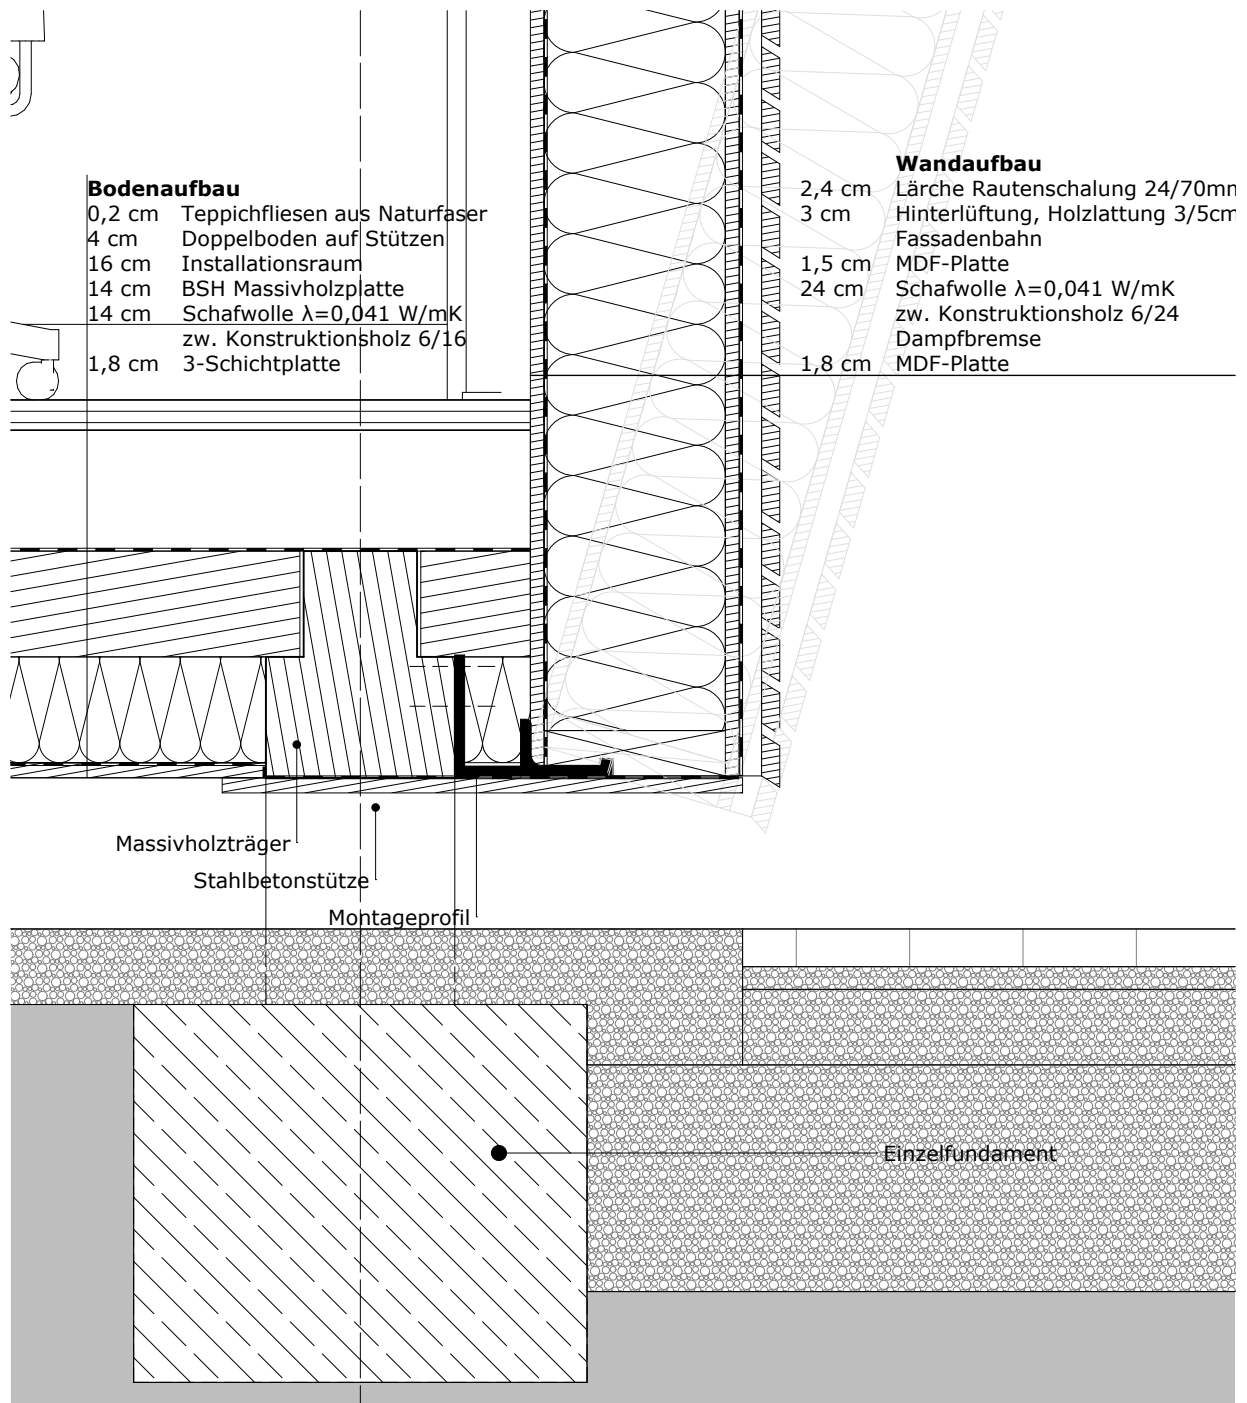 Bodenaufbau
0,2 cm Teppichfliesen aus Naturfaser
4 cm Doppelboden auf Stützen
16 cm Installationsraum
14 cm BSH Massivholzplatte
14 cm Schafwolle λ=0,041 W/mK
zw. Konstruktionsholz 6/16
1,8 cm 3-Schichtplatte
Wandaufbau
2,4 cm Lärche Rautenschalung 24/70mm
3 cm Hinterlüftung, Holzlattung 3/5cm
Fassadenbahn
1,5 cm MDF-Platte
24 cm Schafwolle λ=0,041 W/mK
zw. Konstruktionsholz 6/24
Dampfbremse
1,8 cm MDF-Platte
Massivholzträger
Stahlbetonstütze
Montageprofil
Einzelfundament